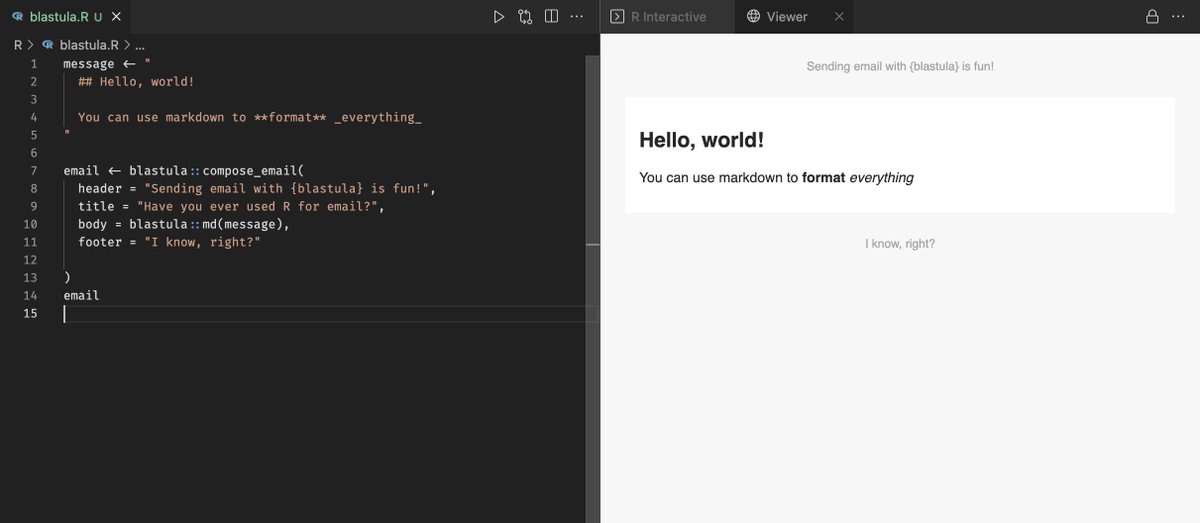 blastula.R U
R Interactive
Viewer
R > blastula.R > ...
1 message <- "
2 ## Hello, world!
3
4 You can use markdown to **format** _everything_
5 "
6
7 email <- blastula::compose_email(
8 header = "Sending email with {blastula} is fun!",
9 title = "Have you ever used R for email?",
10 body = blastula::md(message),
11 footer = "I know, right?"
12
13 )
14 email
15
Sending email with {blastula} is fun!
Hello, world!
You can use markdown to format everything
I know, right?